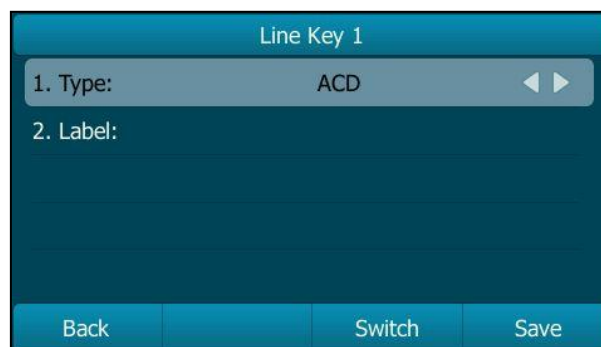 Line Key 1
1. Type: ACD
2. Label:
Back Switch Save